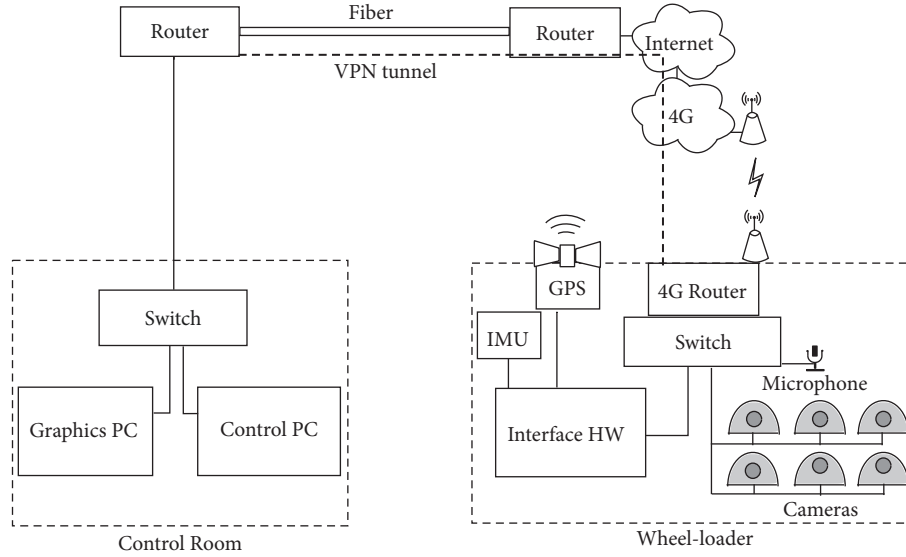 Fiber
Router
Router
Internet
VPN tunnel
4G
GPS
4G Router
Switch
IMU
Switch
Microphone
Graphics PC
Control PC
Interface HW
Cameras
Control Room
Wheel-loader